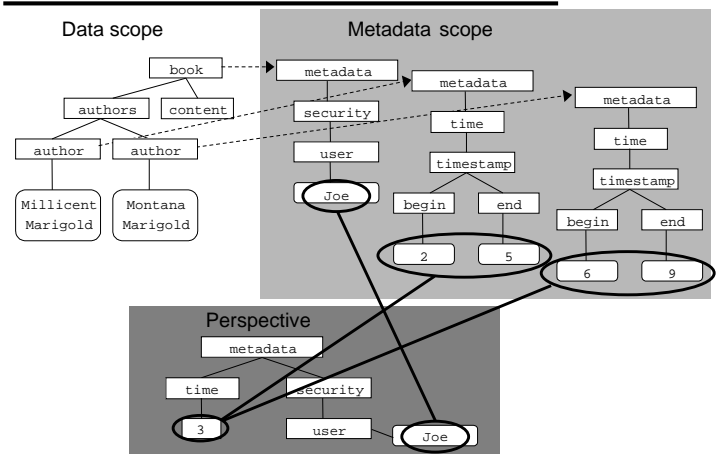 Data scope
Metadata scope
book
metadata
metadata
metadata
authors
content
security
time
author
author
user
timestamp
time
Millicent
Marigold
Montana
Marigold
Joe
begin
end
timestamp
2
5
begin
end
6
9
Perspective
metadata
time
security
3
user
Joe